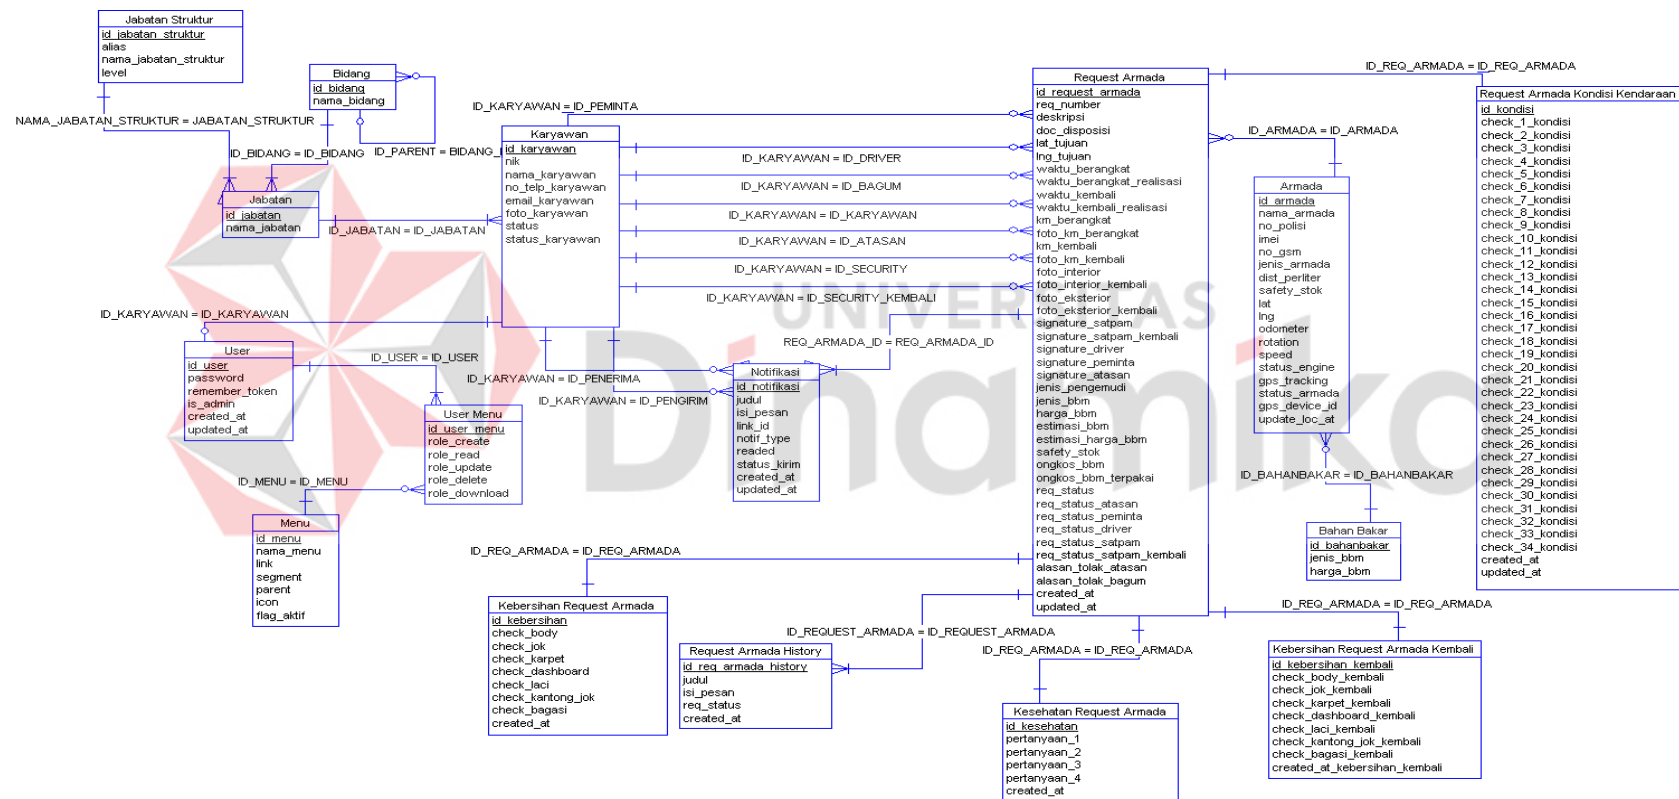 Jabatan Struktur
id_jabatan_struktur
alias
nama_jabatan_struktur
level
Bidang
id_bidang
nama_bidang
NAMA_JABATAN_STRUKTUR = JABATAN_STRUKTUR
ID_BIDANG = ID_BIDANG
ID_PARENT = BIDANG_
Jabatan
id_jabatan
nama_jabatan
ID_JABATAN = ID_JABATAN
ID_KARYAWAN = ID_PEMINTA
Karyawan
id_karyawan
nik
nama_karyawan
no_telp_karyawan
email_karyawan
foto_karyawan
status
status_karyawan
ID_KARYAWAN = ID_DRIVER
ID_KARYAWAN = ID_BAGUM
ID_KARYAWAN = ID_KARYAWAN
ID_KARYAWAN = ID_ATASAN
ID_KARYAWAN = ID_SECURITY
ID_KARYAWAN = ID_SECURITY_KEMBALI
ID_KARYAWAN = ID_KARYAWAN
User
id_user
password
remember_token
is_admin
created_at
updated_at
ID_USER = ID_USER
User Menu
id_user_menu
role_create
role_read
role_update
role_delete
role_download
ID_MENU = ID_MENU
Menu
id_menu
nama_menu
link
segment
parent
icon
flag_aktif
ID_KARYAWAN = ID_PENERIMA
ID_KARYAWAN = ID_PENGIRIM
REQ_ARMADA_ID = REQ_ARMADA_ID
Notifikasi
id_notifikasi
judul
isi_pesan
link_id
notif_type
readed
status_kirim
created_at
updated_at
Request Armada
id_request_armada
req_number
deskripsi
doc_disposisi
lat_tujuan
lng_tujuan
waktu_berangkat
waktu_berangkat_realisasi
waktu_kembali
waktu_kembali_realisasi
km_berangkat
foto_km_berangkat
km_kembali
foto_km_kembali
foto_interior
foto_interior_kembali
foto_eksterior
foto_eksterior_kembali
signature_satpam
signature_satpam_kembali
signature_driver
signature_peminta
signature_atasan
jenis_pengemudi
jenis_bbm
harga_bbm
estimasi_bbm
estimasi_harga_bbm
safety_stok
ongkos_bbm
ongkos_bbm_terpakai
req_status
req_status_atasan
req_status_peminta
req_status_driver
req_status_satpam
req_status_satpam_kembali
alasan_tolak_atasan
alasan_tolak_bagum
created_at
updated_at
ID_REQ_ARMADA = ID_REQ_ARMADA
Request Armada Kondisi Kendaraan
id_kondisi
check_1_kondisi
check_2_kondisi
check_3_kondisi
check_4_kondisi
check_5_kondisi
check_6_kondisi
check_7_kondisi
check_8_kondisi
check_9_kondisi
check_10_kondisi
check_11_kondisi
check_12_kondisi
check_13_kondisi
check_14_kondisi
check_15_kondisi
check_16_kondisi
check_17_kondisi
check_18_kondisi
check_19_kondisi
check_20_kondisi
check_21_kondisi
check_22_kondisi
check_23_kondisi
check_24_kondisi
check_25_kondisi
check_26_kondisi
check_27_kondisi
check_28_kondisi
check_29_kondisi
check_30_kondisi
check_31_kondisi
check_32_kondisi
check_33_kondisi
check_34_kondisi
created_at
updated_at
ID_ARMADA = ID_ARMADA
Armada
id_armada
nama_armada
no_polisi
imei
no_gsm
jenis_armada
dist_perliter
safety_stok
lat
lng
odometer
rotation
speed
status_engine
gps_tracking
status_armada
gps_device_id
update_loc_at
ID_BAHANBAKAR = ID_BAHANBAKAR
Bahan Bakar
id_bahanbakar
jenis_bbm
harga_bbm
ID_REQ_ARMADA = ID_REQ_ARMADA
Kebersihan Request Armada
id_kebersihan
check_body
check_jok
check_karpet
check_dashboard
check_laci
check_kantong_jok
check_bagasi
created_at
ID_REQUEST_ARMADA = ID_REQUEST_ARMADA
Request Armada History
id_req_armada_history
judul
isi_pesan
req_status
created_at
ID_REQ_ARMADA = ID_REQ_ARMADA
Kesehatan Request Armada
id_kesehatan
pertanyaan_1
pertanyaan_2
pertanyaan_3
pertanyaan_4
created_at
ID_REQ_ARMADA = ID_REQ_ARMADA
Kebersihan Request Armada Kembali
id_kebersihan_kembali
check_body_kembali
check_jok_kembali
check_karpet_kembali
check_dashboard_kembali
check_laci_kembali
check_kantong_jok_kembali
check_bagasi_kembali
created_at_kebersihan_kembali
UNIVERSITAS
Dinamika